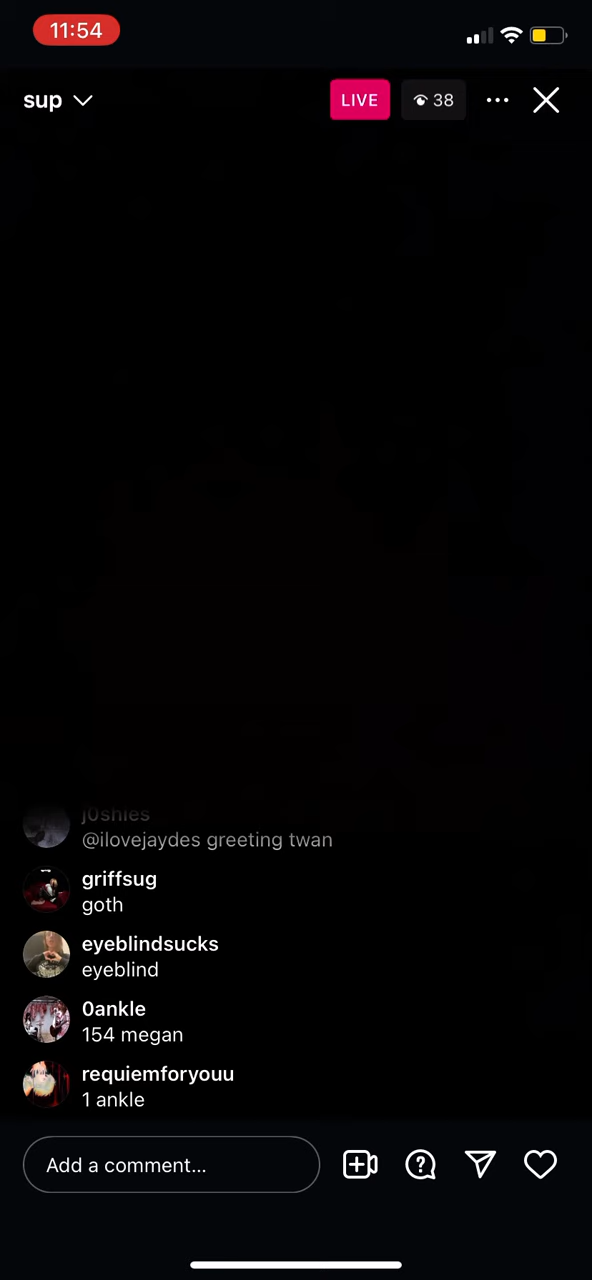 11:54
sup
LIVE
38
j0shies
@ilovejaydes greeting twan
griffsug
goth
eyeblindsucks
eyeblind
0ankle
154 megan
requiemforyouu
1 ankle
Add a comment...